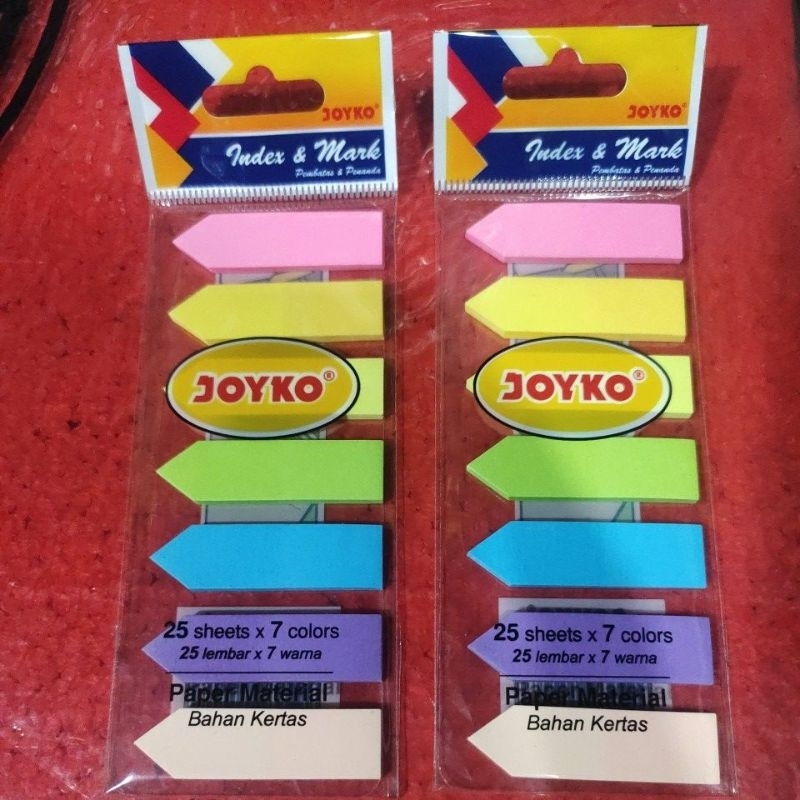 JOYKO®
Index & Mark
Pembatas & Penanda
JOYKO®
25 sheets x 7 colors
25 lembar x 7 warna
Paper Material
Bahan Kertas
JOYKO®
Index & Mark
Pembatas & Penanda
JOYKO®
25 sheets x 7 colors
25 lembar x 7 warna
Paper Material
Bahan Kertas